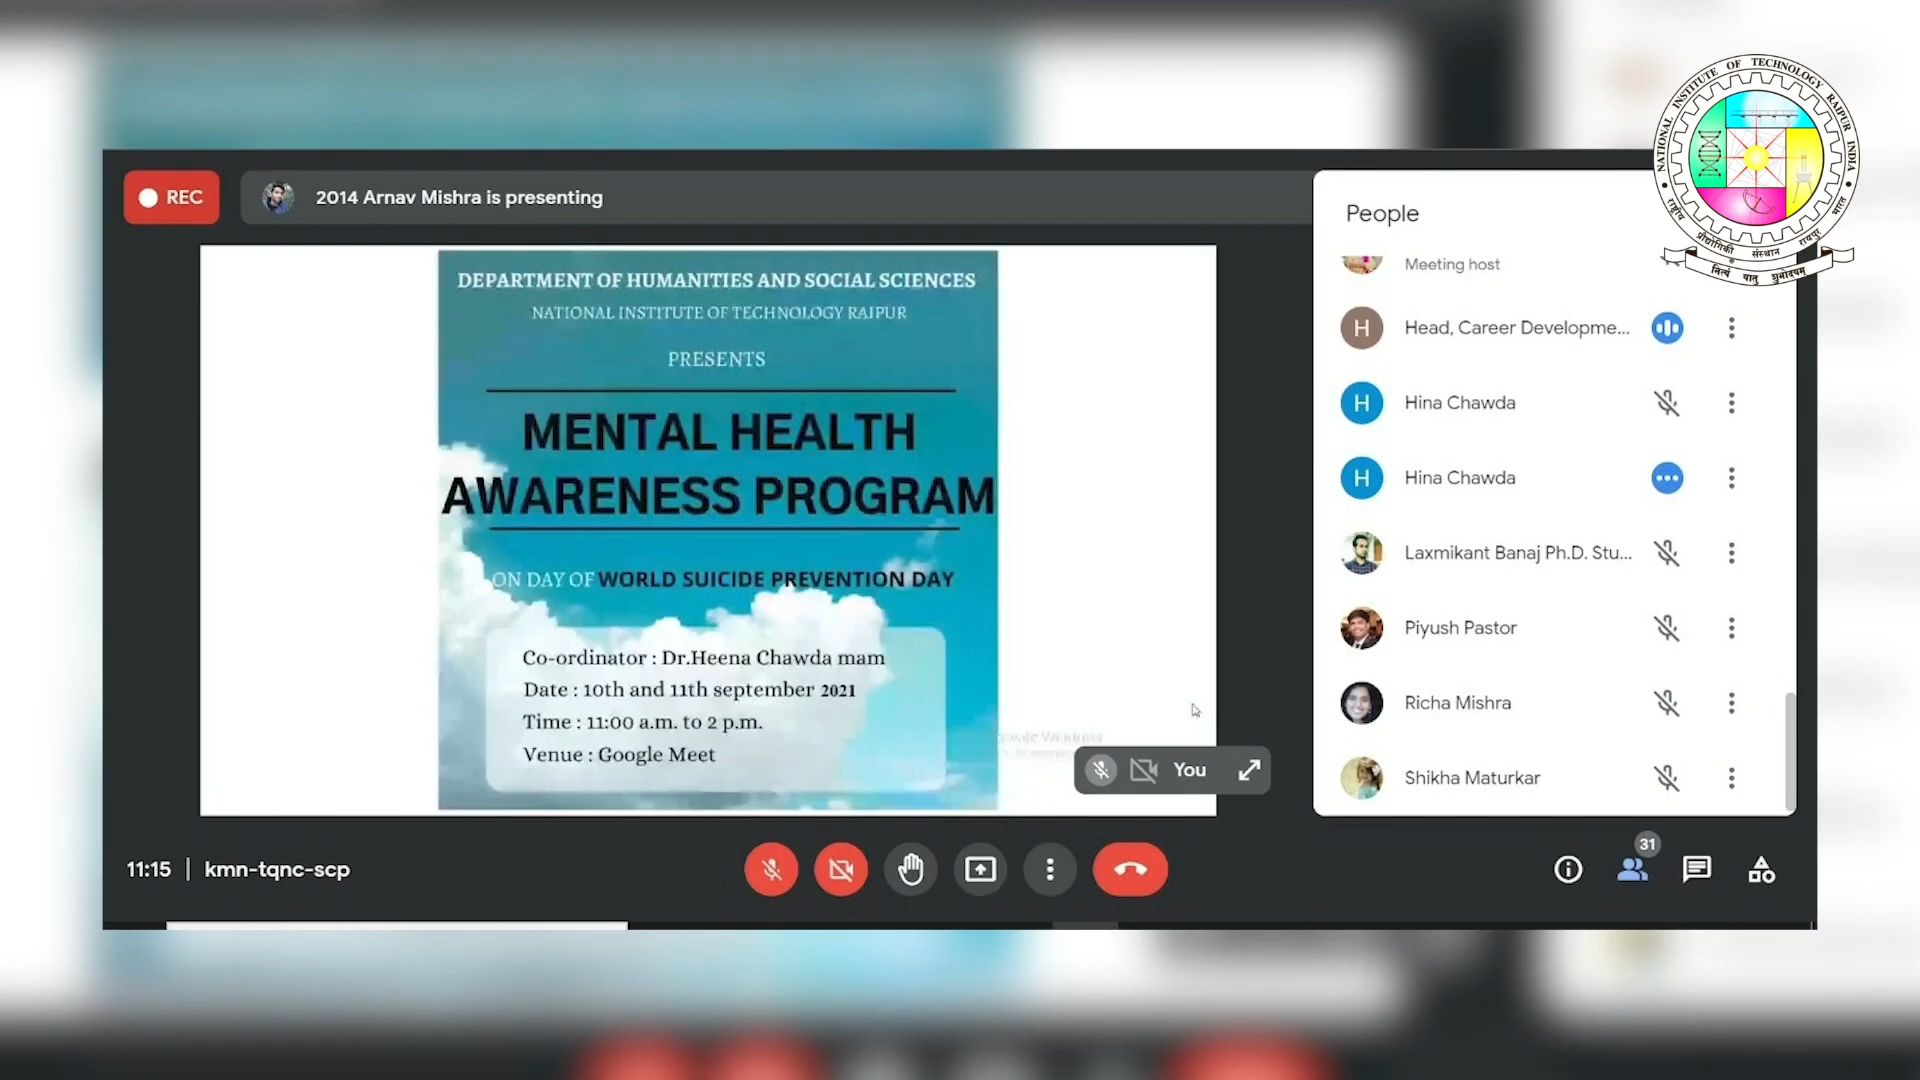 REC
2014 Arnav Mishra is presenting
DEPARTMENT OF HUMANITIES AND SOCIAL SCIENCES
NATIONAL INSTITUTE OF TECHNOLOGY RAIPUR
PRESENTS
MENTAL HEALTH
AWARENESS PROGRAM
ON DAY OF WORLD SUICIDE PREVENTION DAY
Co-ordinator : Dr.Heena Chawda mam
Date : 10th and 11th september 2021
Time : 11:00 a.m. to 2 p.m.
Venue : Google Meet
You
People
Meeting host
H Head, Career Developme...
H Hina Chawda
H Hina Chawda
Laxmikant Banaj Ph.D. Stu...
Piyush Pastor
Richa Mishra
Shikha Maturkar
11:15 | kmn-tqnc-scp
31
NATIONAL INSTITUTE OF TECHNOLOGY RAIPUR INDIA
राष्ट्रीय प्रौद्योगिकी संस्थान रायपुर भारत
नित्यं यातु शुभोदयम्